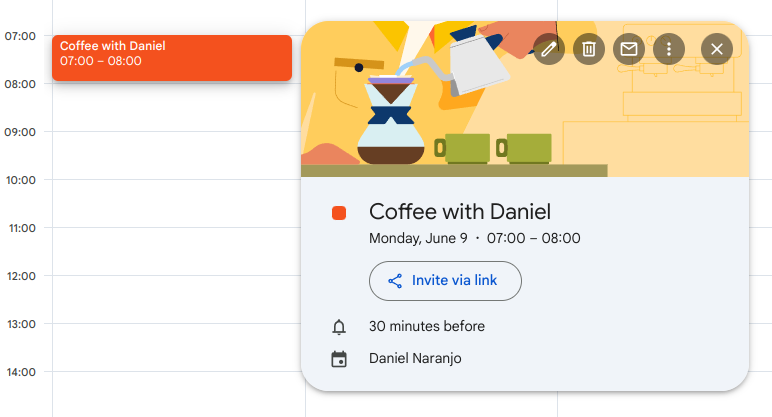 07:00
Coffee with Daniel
07:00 – 08:00
08:00
09:00
10:00
11:00
12:00
13:00
14:00
Coffee with Daniel
Monday, June 9 · 07:00 – 08:00
Invite via link
30 minutes before
Daniel Naranjo